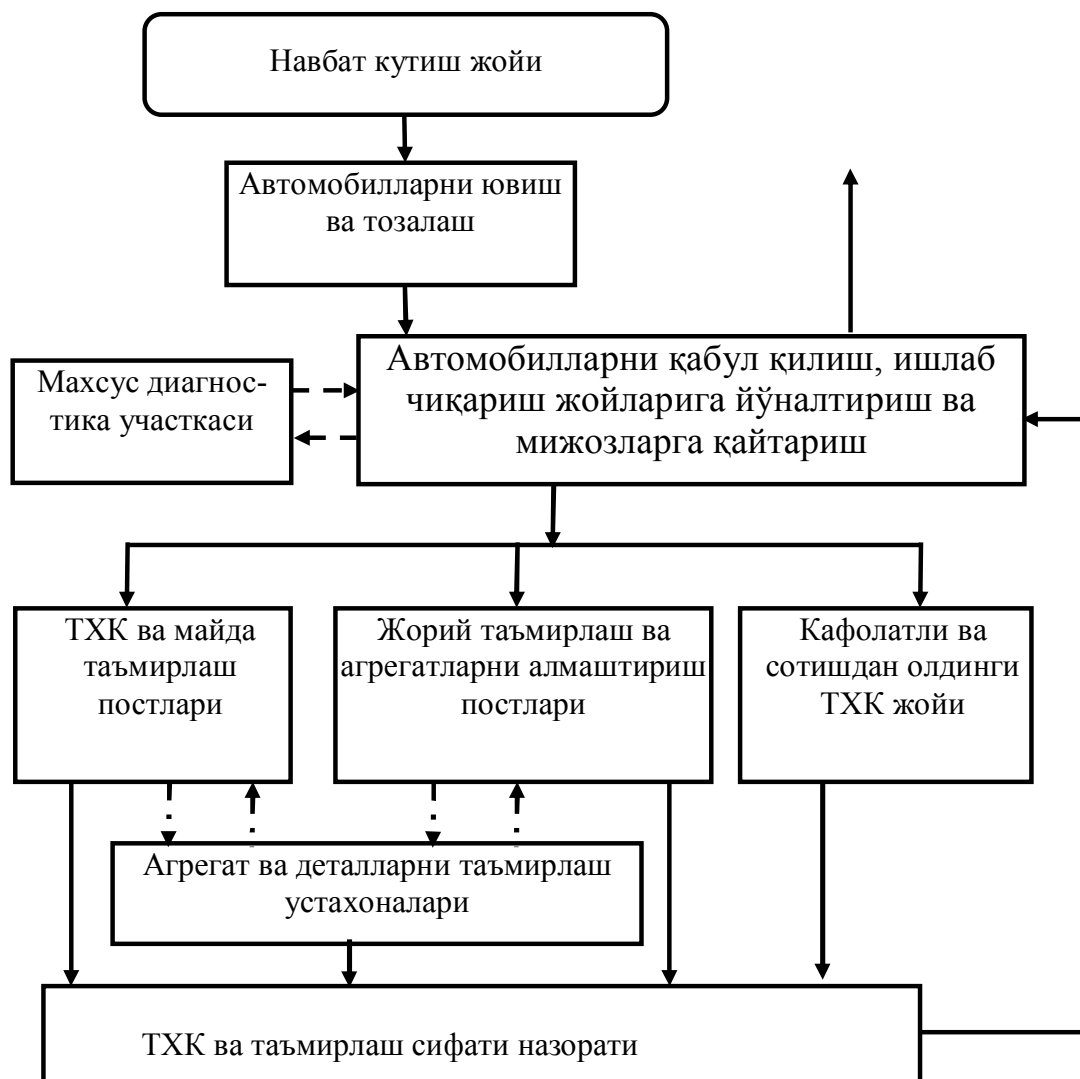 Навбат кутиш жойи
Автомобилларни ювиш
ва тозалаш
Автомобилларни қабул қилиш, ишлаб
чиқариш жойларига йўналтириш ва
мижозларга қайтариш
Махсус диагнос-
тика участкаси
ТХК ва майда
таъмирлаш
постлари
Жорий таъмирлаш ва
агрегатларни алмаштириш
постлари
Кафолатли ва
сотишдан олдинги
ТХК жойи
Агрегат ва деталларни таъмирлаш
устахоналари
ТХК ва таъмирлаш сифати назорати